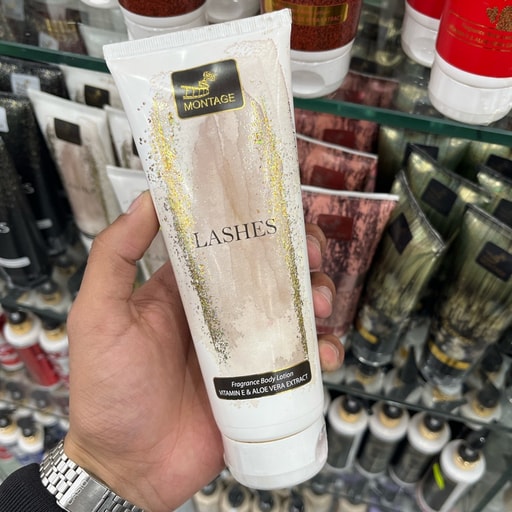 MONTAGE
LASHES
Fragrance Body Lotion
VITAMIN E & ALOE VERA EXTRACT